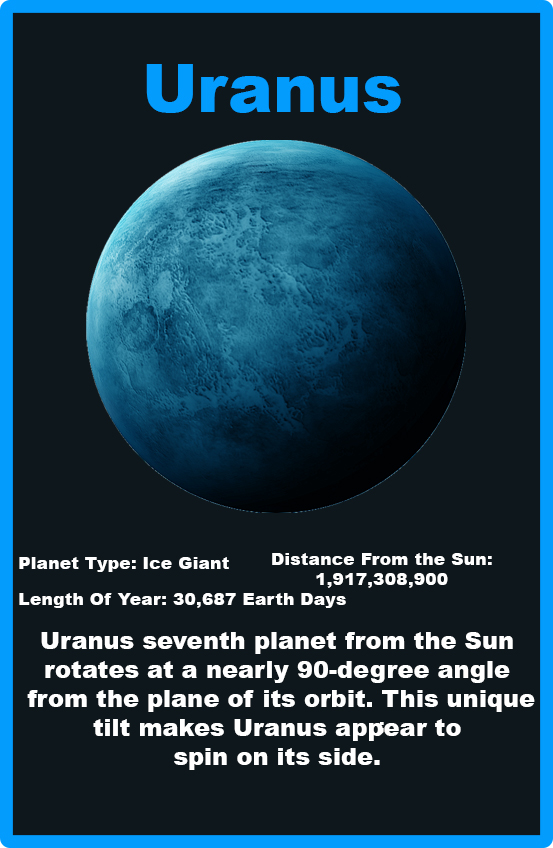 Uranus
Planet Type: Ice Giant
Distance From the Sun:
1,917,308,900
Length Of Year: 30,687 Earth Days
Uranus seventh planet from the Sun
rotates at a nearly 90-degree angle
from the plane of its orbit. This unique
tilt makes Uranus appear to
spin on its side.